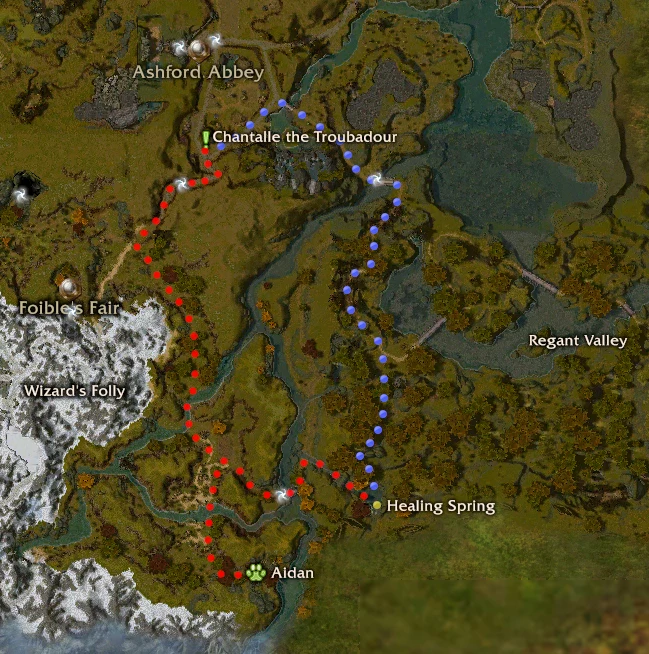 Ashford Abbey
Chantalle the Troubadour
Foible's Fair
Regant Valley
Wizard's Folly
Healing Spring
Aidan